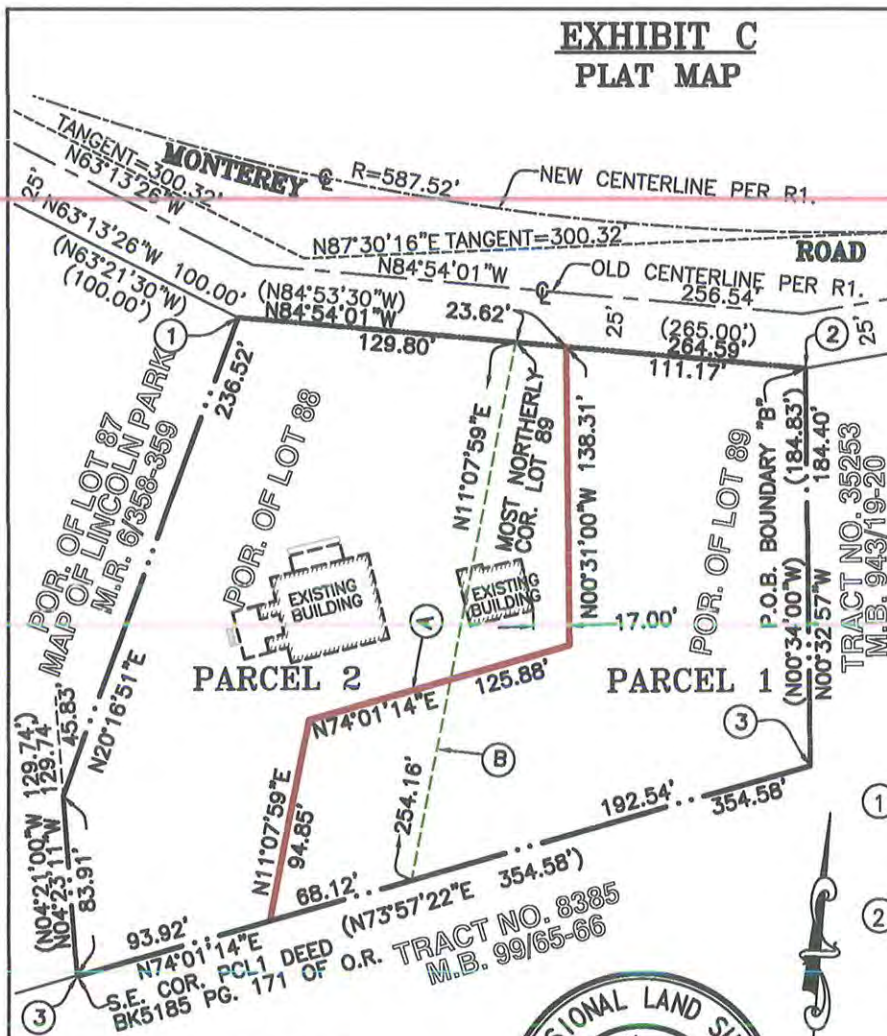 EXHIBIT C
PLAT MAP
TANGENT=300.32'
MONTEREY ℄
R=587.52'
NEW CENTERLINE PER R1.
N63°13'26"W
25'
N87°30'16"E TANGENT=300.32'
ROAD
N63°13'26"W 100.00'
(N63°21'30"W)
(100.00')
N84°54'01"W
℄
OLD CENTERLINE PER R1.
256.54'
(N84°53'30"W)
N84°54'01"W
129.80'
23.62'
25'
(265.00')
264.59'
111.17'
25'
1
2
236.52'
POR. OF LOT 87
MAP OF LINCOLN PARK
M.R. 6/358-359
POR. OF LOT 88
N11°07'59"E
MOST NORTHERLY
COR. LOT 89
N00°31'00"W 138.31'
POR. OF LOT 89
P.O.B. BOUNDARY "B"
(N00°34'00"W) (184.83')
N00°32'57"W 184.40'
TRACT NO. 35253
M.B. 943/19-20
EXISTING
BUILDING
EXISTING
BUILDING
A
17.00'
PARCEL 2
PARCEL 1
N74°01'14"E 125.88'
N20°16'51"E
45.83'
(N04°21'00"W 129.74')
N04°23'11"W 129.74'
83.91'
3
B
254.16'
N11°07'59"E
94.85'
192.54'
354.58'
1
2
68.12'
(N73°57'22"E 354.58')
93.92'
N74°01'14"E
TRACT NO. 8385
M.B. 99/65-66
3
S.E. COR. PCL1 DEED
BK5185 PG. 171 OF O.R.
SIONAL LAND SU